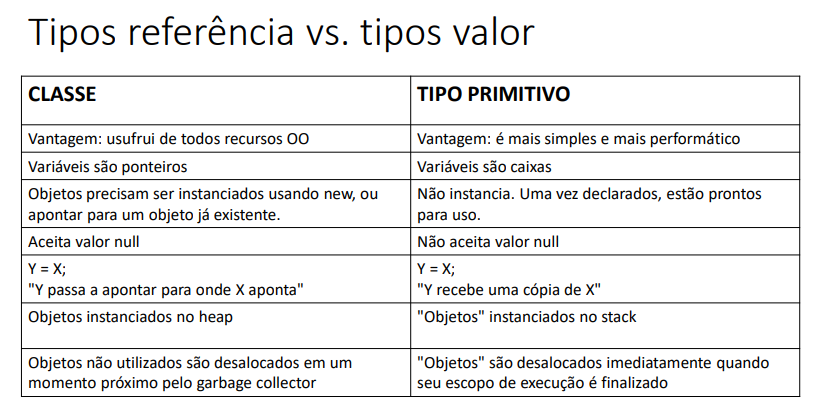 Tipos referência vs. tipos valor
CLASSE
TIPO PRIMITIVO
Vantagem: usufrui de todos recursos OO
Vantagem: é mais simples e mais performático
Variáveis são ponteiros
Variáveis são caixas
Objetos precisam ser instanciados usando new, ou
apontar para um objeto já existente.
Não instancia. Uma vez declarados, estão prontos
para uso.
Aceita valor null
Não aceita valor null
Y = X;
"Y passa a apontar para onde X aponta"
Y = X;
"Y recebe uma cópia de X"
Objetos instanciados no heap
"Objetos" instanciados no stack
Objetos não utilizados são desalocados em um
momento próximo pelo garbage collector
"Objetos" são desalocados imediatamente quando
seu escopo de execução é finalizado